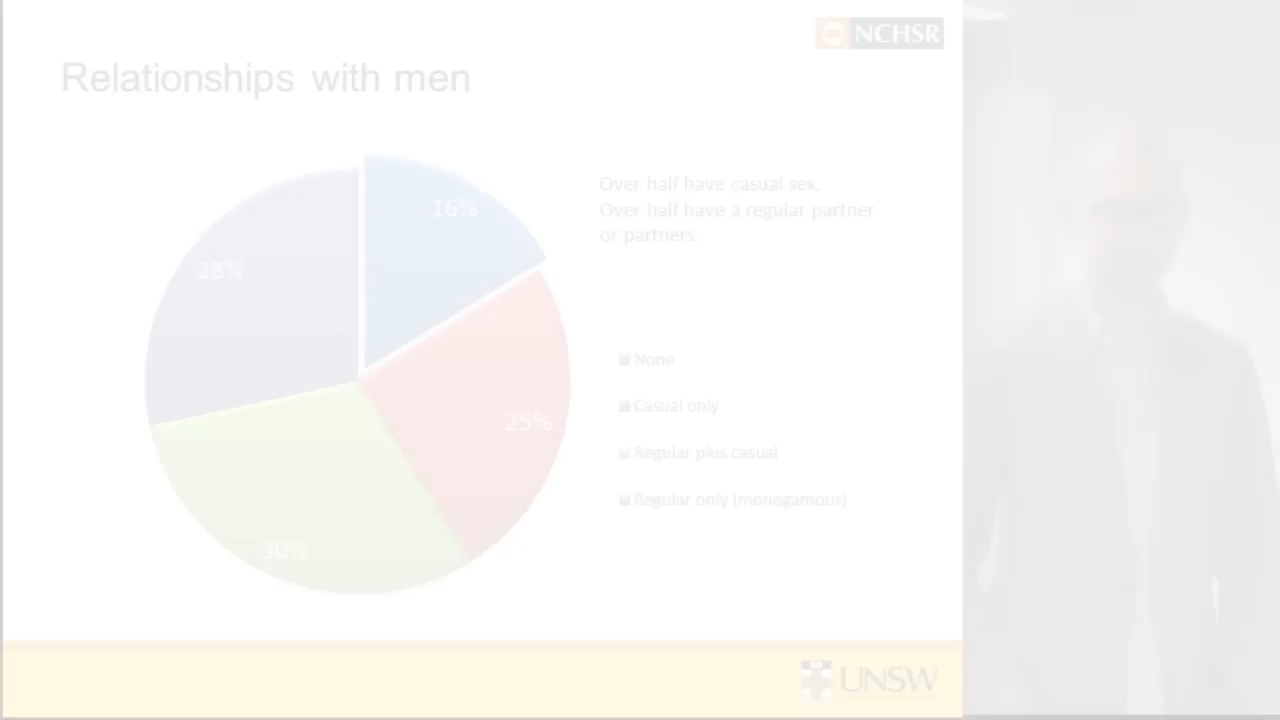 NCHSR
Relationships with men
16%
28%
25%
30%
Over half have casual sex.
Over half have a regular partner
or partners.
None
Casual only
Regular plus casual
Regular only (monogamous)
UNSW